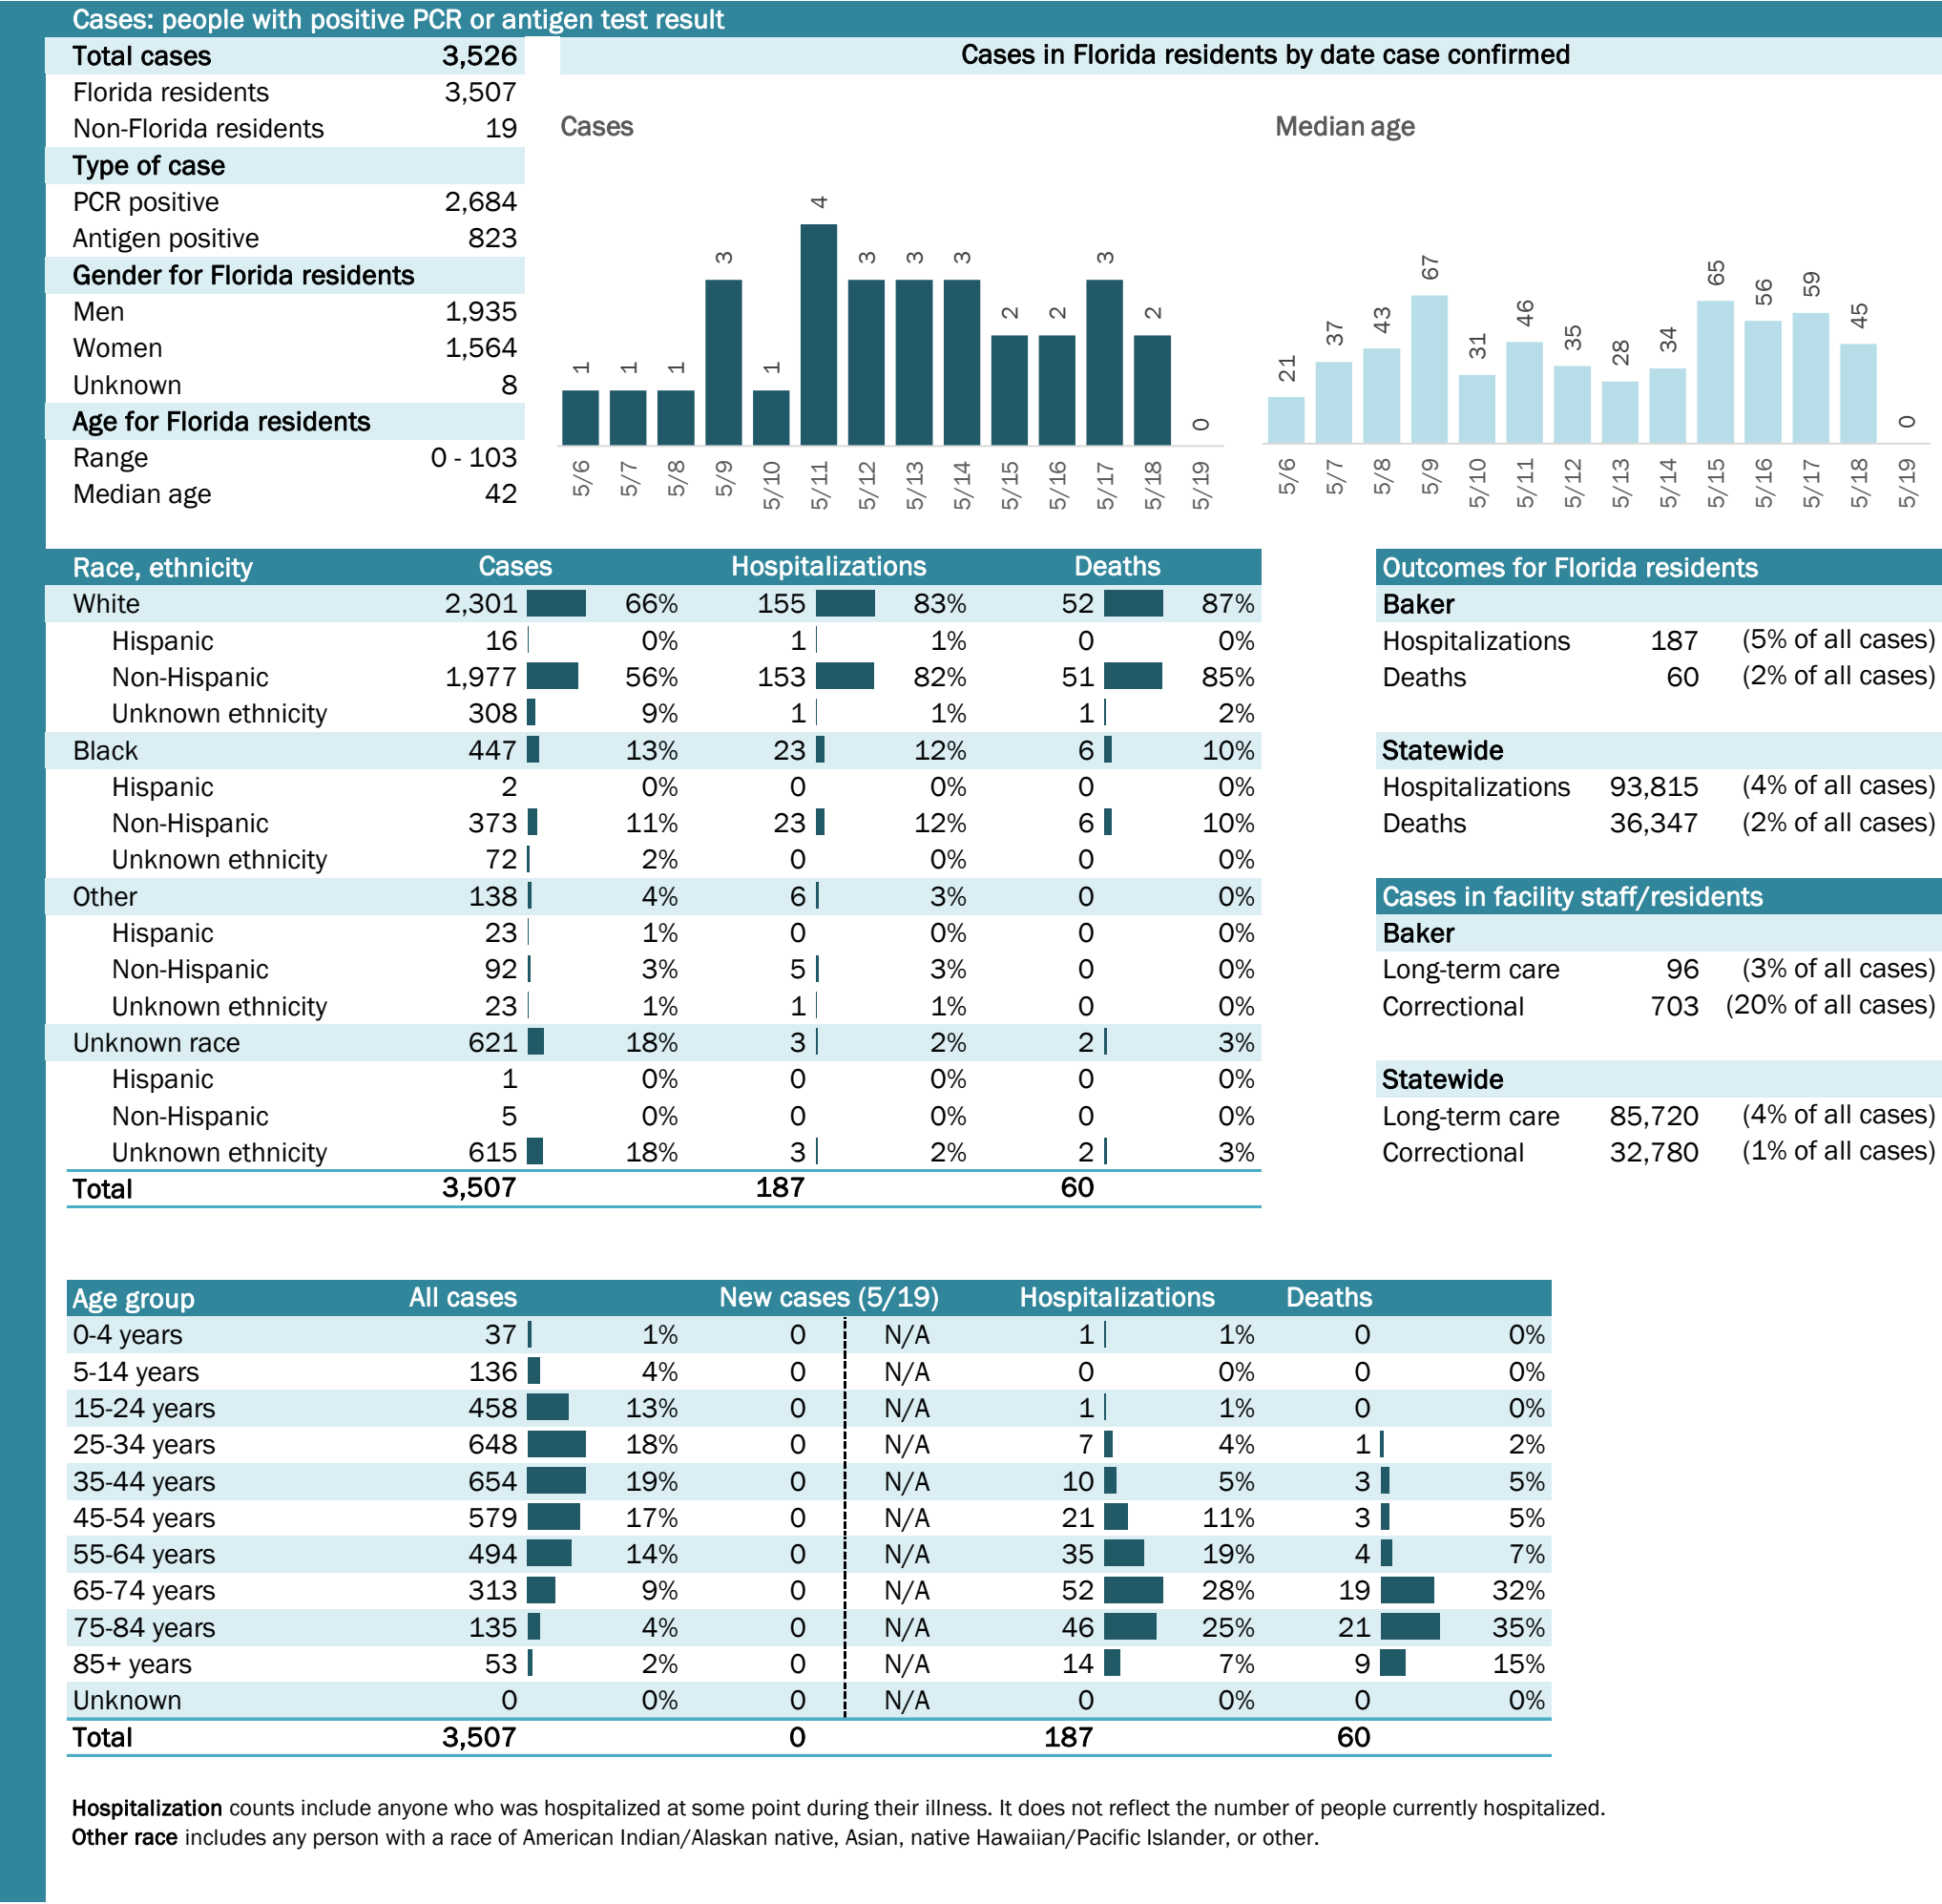 Cases: people with positive PCR or antigen test result
Total cases 3,526
Florida residents 3,507
Non-Florida residents 19
Type of case
PCR positive 2,684
Antigen positive 823
Gender for Florida residents
Men 1,935
Women 1,564
Unknown 8
Age for Florida residents
Range 0 - 103
Median age 42
Cases in Florida residents by date case confirmed
Cases
1 1 1 3 1 4 3 3 3 2 2 3 2 0
5/6 5/7 5/8 5/9 5/10 5/11 5/12 5/13 5/14 5/15 5/16 5/17 5/18 5/19
Median age
21 37 43 67 31 46 35 28 34 65 56 59 45 0
5/6 5/7 5/8 5/9 5/10 5/11 5/12 5/13 5/14 5/15 5/16 5/17 5/18 5/19
Race, ethnicity Cases Hospitalizations Deaths
White 2,301 66% 155 83% 52 87%
Hispanic 16 0% 1 1% 0 0%
Non-Hispanic 1,977 56% 153 82% 51 85%
Unknown ethnicity 308 9% 1 1% 1 2%
Black 447 13% 23 12% 6 10%
Hispanic 2 0% 0 0% 0 0%
Non-Hispanic 373 11% 23 12% 6 10%
Unknown ethnicity 72 2% 0 0% 0 0%
Other 138 4% 6 3% 0 0%
Hispanic 23 1% 0 0% 0 0%
Non-Hispanic 92 3% 5 3% 0 0%
Unknown ethnicity 23 1% 1 1% 0 0%
Unknown race 621 18% 3 2% 2 3%
Hispanic 1 0% 0 0% 0 0%
Non-Hispanic 5 0% 0 0% 0 0%
Unknown ethnicity 615 18% 3 2% 2 3%
Total 3,507 187 60
Outcomes for Florida residents
Baker
Hospitalizations 187 (5% of all cases)
Deaths 60 (2% of all cases)
Statewide
Hospitalizations 93,815 (4% of all cases)
Deaths 36,347 (2% of all cases)
Cases in facility staff/residents
Baker
Long-term care 96 (3% of all cases)
Correctional 703 (20% of all cases)
Statewide
Long-term care 85,720 (4% of all cases)
Correctional 32,780 (1% of all cases)
Age group All cases New cases (5/19) Hospitalizations Deaths
0-4 years 37 1% 0 N/A 1 1% 0 0%
5-14 years 136 4% 0 N/A 0 0% 0 0%
15-24 years 458 13% 0 N/A 1 1% 0 0%
25-34 years 648 18% 0 N/A 7 4% 1 2%
35-44 years 654 19% 0 N/A 10 5% 3 5%
45-54 years 579 17% 0 N/A 21 11% 3 5%
55-64 years 494 14% 0 N/A 35 19% 4 7%
65-74 years 313 9% 0 N/A 52 28% 19 32%
75-84 years 135 4% 0 N/A 46 25% 21 35%
85+ years 53 2% 0 N/A 14 7% 9 15%
Unknown 0 0% 0 N/A 0 0% 0 0%
Total 3,507 0 187 60
Hospitalization counts include anyone who was hospitalized at some point during their illness. It does not reflect the number of people currently hospitalized.
Other race includes any person with a race of American Indian/Alaskan native, Asian, native Hawaiian/Pacific Islander, or other.